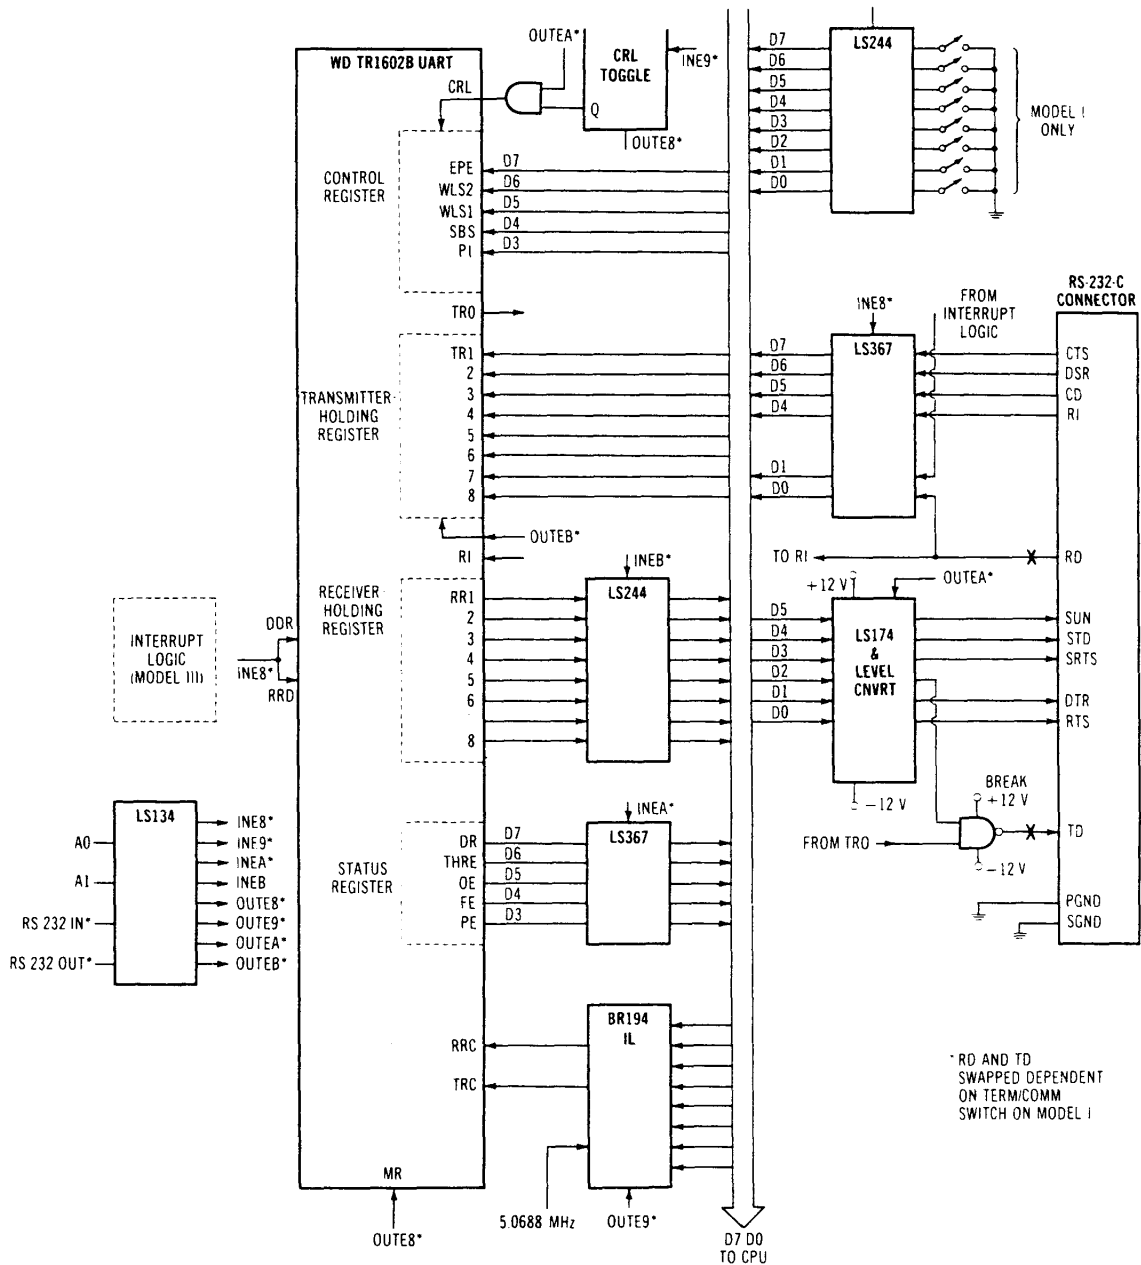 WD TR1602B UART
CRL
CONTROL
REGISTER
EPE
WLS2
WLS1
SBS
PI
D7
D6
D5
D4
D3
TRO
TRANSMITTER-
HOLDING
REGISTER
TR1
2
3
4
5
6
7
8
OUTEB*
RI
RECEIVER-
HOLDING
REGISTER
RR1
2
3
4
5
6
8
DDR
INE8*
RRD
STATUS
REGISTER
DR
THRE
OE
FE
PE
D7
D6
D5
D4
D3
RRC
TRC
MR
OUTE8*
OUTEA*
CRL
TOGGLE
Q
INE9*
OUTE8*
D7
D6
D5
D4
D3
D2
D1
D0
LS244
MODEL I
ONLY
INE8*
FROM
INTERRUPT
LOGIC
RS-232-C
CONNECTOR
D7
D6
D5
D4
D1
D0
LS367
CTS
DSR
CD
RI
TO RI
RD
+12 V
OUTEA*
D5
D4
D3
D2
D1
D0
LS174
&
LEVEL
CNVRT
−12 V
SUN
STD
SRTS
DTR
RTS
BREAK
+12 V
FROM TRO
−12 V
TD
PGND
SGND
INEB*
LS244
INEA*
LS367
INTERRUPT
LOGIC
(MODEL III)
LS134
A0
A1
RS 232 IN*
RS 232 OUT*
INE8*
INE9*
INEA*
INEB
OUTE8*
OUTE9*
OUTEA*
OUTEB*
BR194
IL
5.0688 MHz
OUTE9*
D7 D0
TO CPU
*RD AND TD
SWAPPED DEPENDENT
ON TERM/COMM
SWITCH ON MODEL I